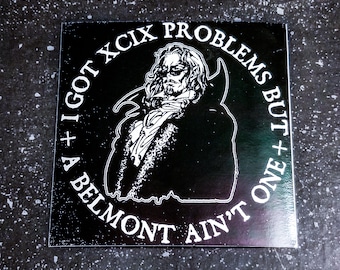 I GOT XCIX PROBLEMS BUT
+ A BELMONT AIN'T ONE +